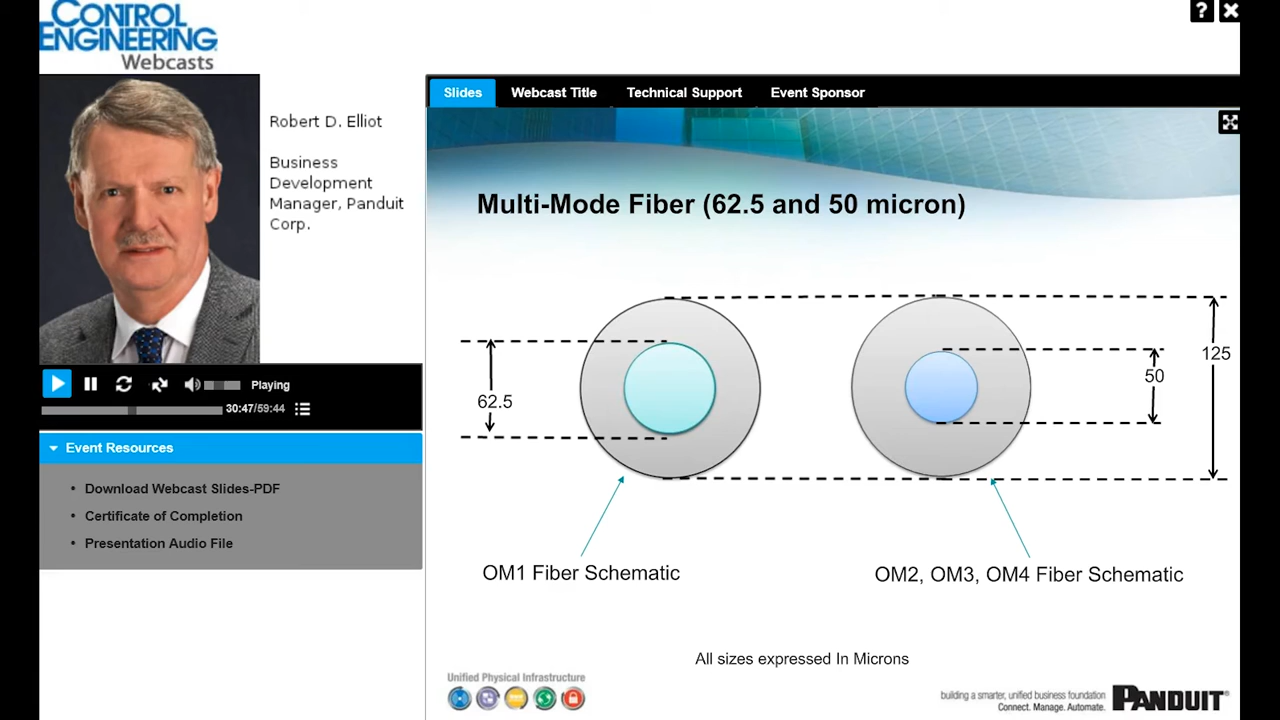 CONTROL
ENGINEERING
Webcasts
?
Robert D. Elliot
Business
Development
Manager, Panduit
Corp.
Playing
30:47/59:44
Event Resources
• Download Webcast Slides-PDF
• Certificate of Completion
• Presentation Audio File
Slides Webcast Title Technical Support Event Sponsor
Multi-Mode Fiber (62.5 and 50 micron)
62.5
50
125
OM1 Fiber Schematic
OM2, OM3, OM4 Fiber Schematic
All sizes expressed In Microns
Unified Physical Infrastructure
building a smarter, unified business foundation
Connect. Manage. Automate.
PANDUIT